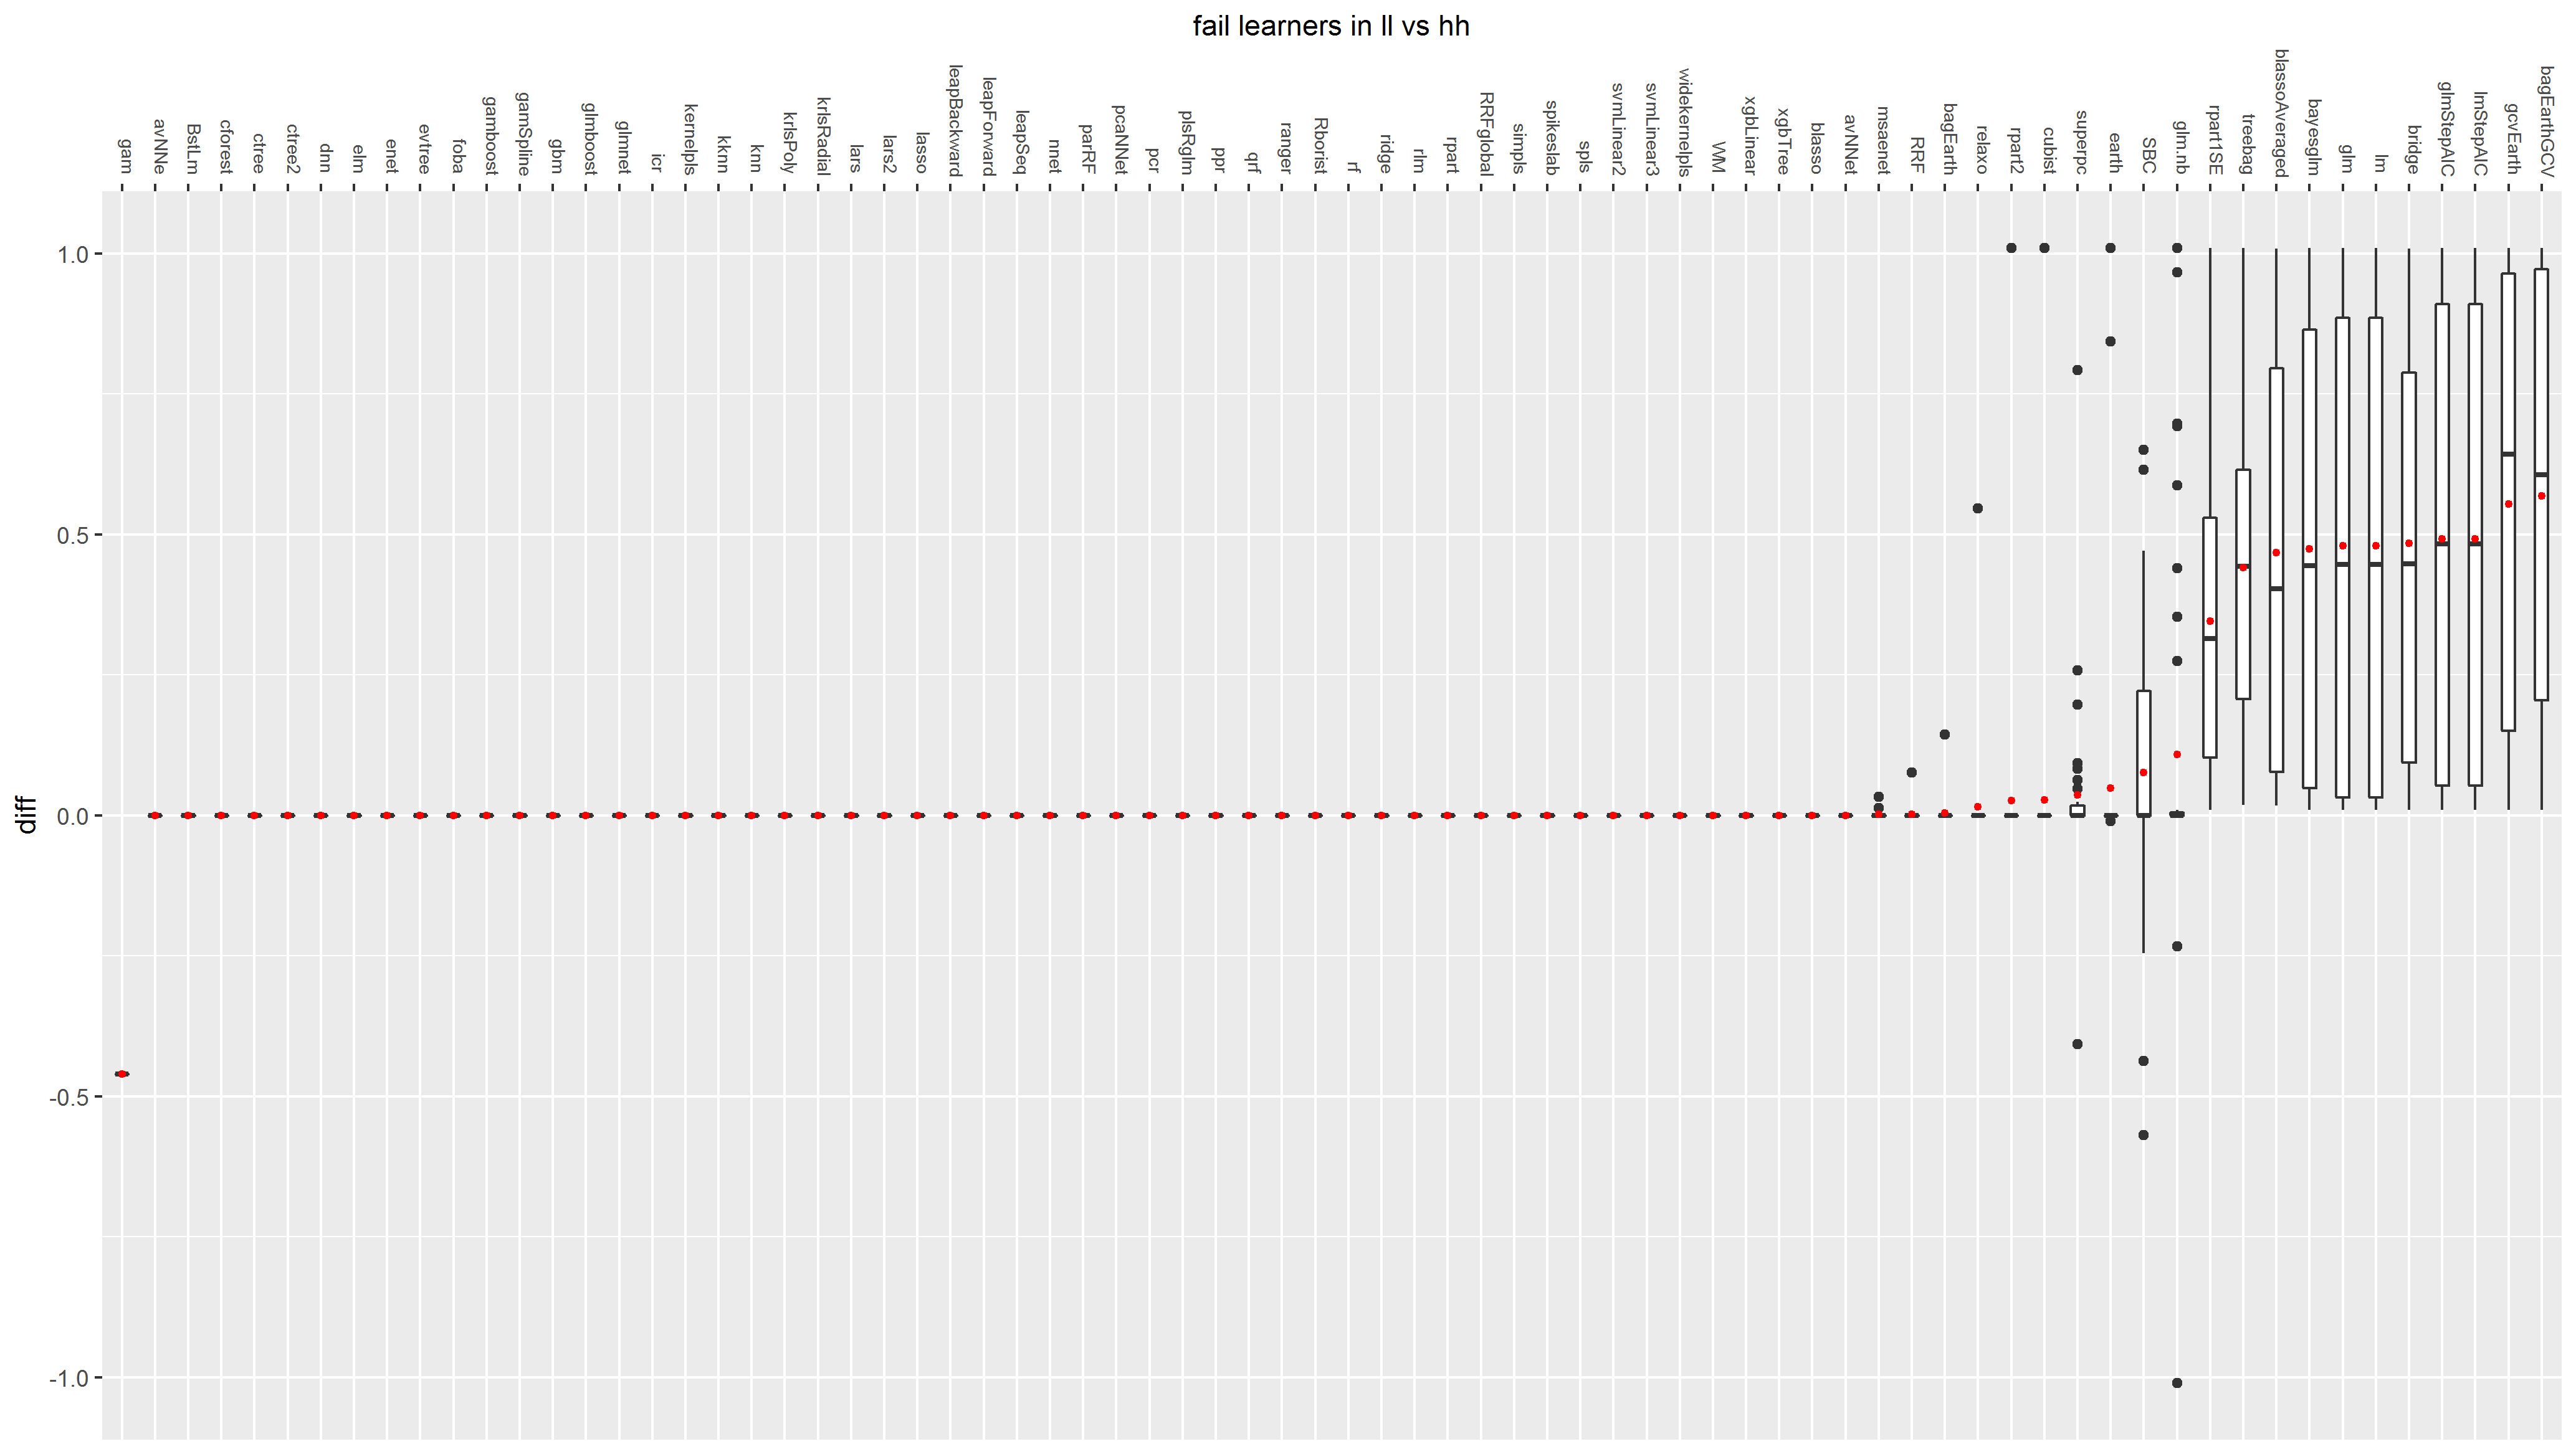 fail learners in ll vs hh
gam
avNNe
BstLm
cforest
ctree
ctree2
dnn
elm
enet
evtree
foba
gamboost
gamSpline
gbm
glmboost
glmnet
icr
kernelpls
kknn
knn
krlsPoly
krlsRadial
lars
lars2
lasso
leapBackward
leapForward
leapSeq
nnet
parRF
pcaNNet
pcr
plsRglm
ppr
qrf
ranger
Rborist
rf
ridge
rlm
rpart
RRFglobal
simpls
spikeslab
spls
svmLinear2
svmLinear3
widekernelpls
WM
xgbLinear
xgbTree
blasso
avNNet
msaenet
RRF
bagEarth
relaxo
rpart2
cubist
superpc
earth
SBC
glm.nb
rpart1SE
treebag
blassoAveraged
bayesglm
glm
lm
bridge
glmStepAIC
lmStepAIC
gcvEarth
bagEarthGCV
1.0
0.5
0.0
-0.5
-1.0
diff